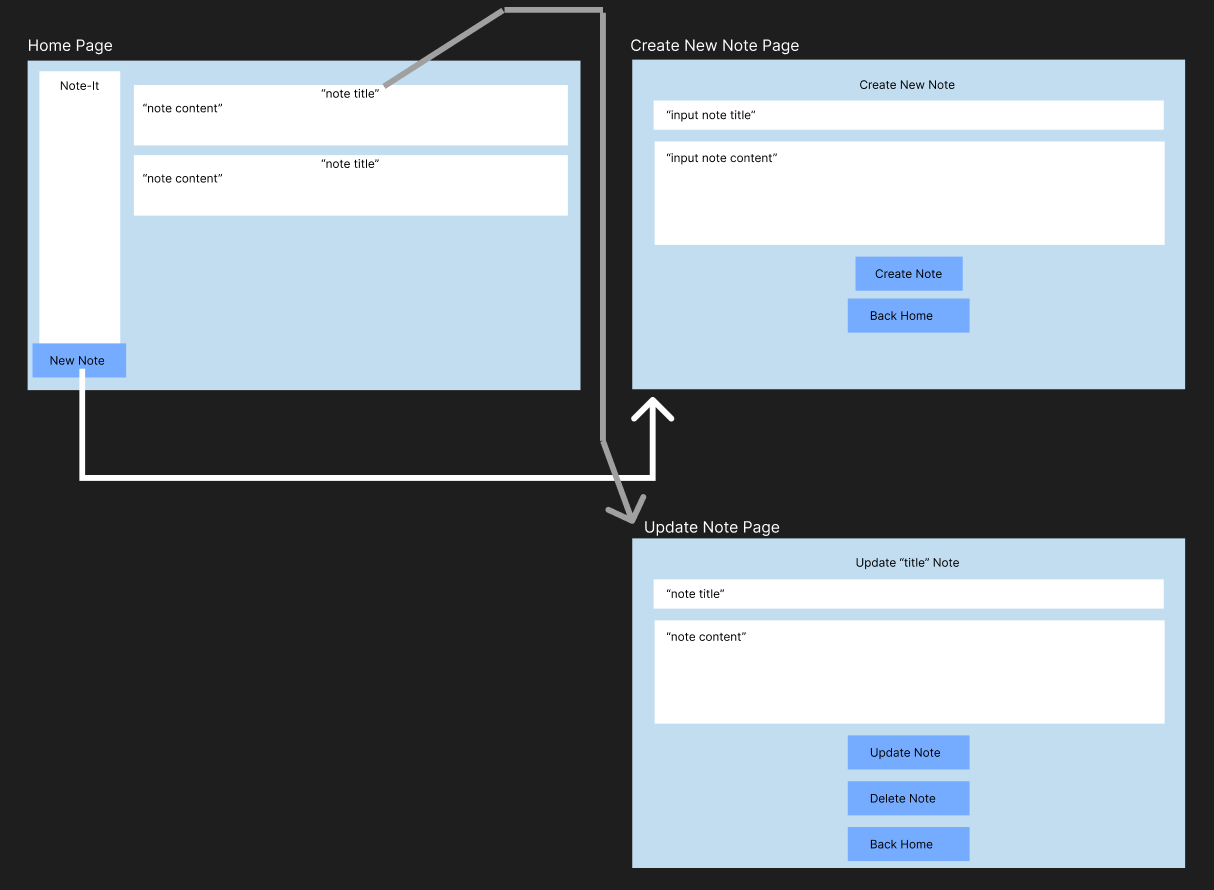 Home Page
Note-It
“note title”
“note content”
“note title”
“note content”
New Note
Create New Note Page
Create New Note
“input note title”
“input note content”
Create Note
Back Home
Update Note Page
Update “title” Note
“note title”
“note content”
Update Note
Delete Note
Back Home